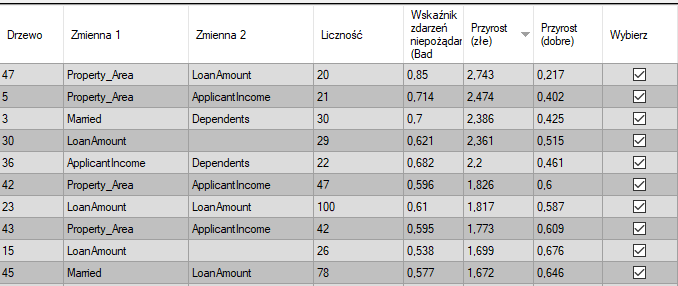 Drzewo Zmienna 1 Zmienna 2 Liczność Wskaźnik zdarzeń niepożądar (Bad Przyrost (złe) Przyrost (dobre) Wybierz
47 Property_Area LoanAmount 20 0,85 2,743 0,217
5 Property_Area ApplicantIncome 21 0,714 2,474 0,402
3 Married Dependents 30 0,7 2,386 0,425
30 LoanAmount 29 0,621 2,361 0,515
36 ApplicantIncome Dependents 22 0,682 2,2 0,461
42 Property_Area ApplicantIncome 47 0,596 1,826 0,6
23 LoanAmount LoanAmount 100 0,61 1,817 0,587
43 Property_Area ApplicantIncome 42 0,595 1,773 0,609
15 LoanAmount 26 0,538 1,699 0,676
45 Married LoanAmount 78 0,577 1,672 0,646